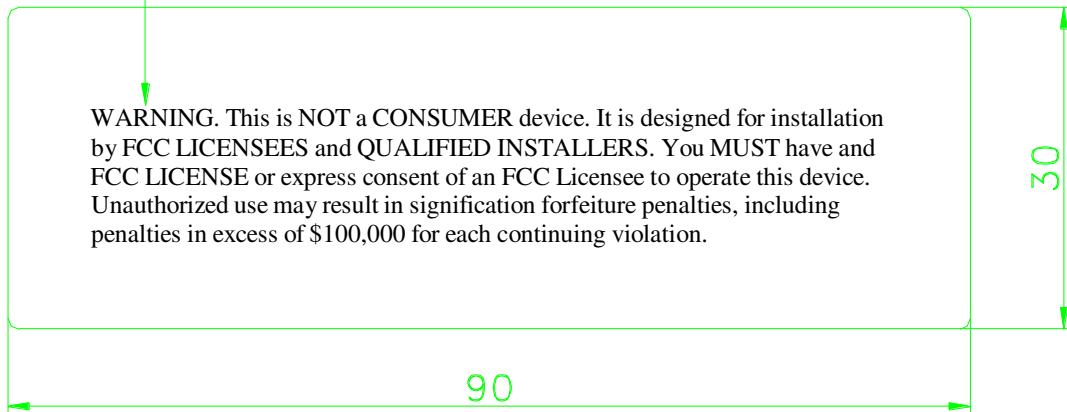 WARNING. This is NOT a CONSUMER device. It is designed for installation
by FCC LICENSEES and QUALIFIED INSTALLERS. You MUST have and
FCC LICENSE or express consent of an FCC Licensee to operate this device.
Unauthorized use may result in signification forfeiture penalties, including
penalties in excess of $100,000 for each continuing violation.
30
90